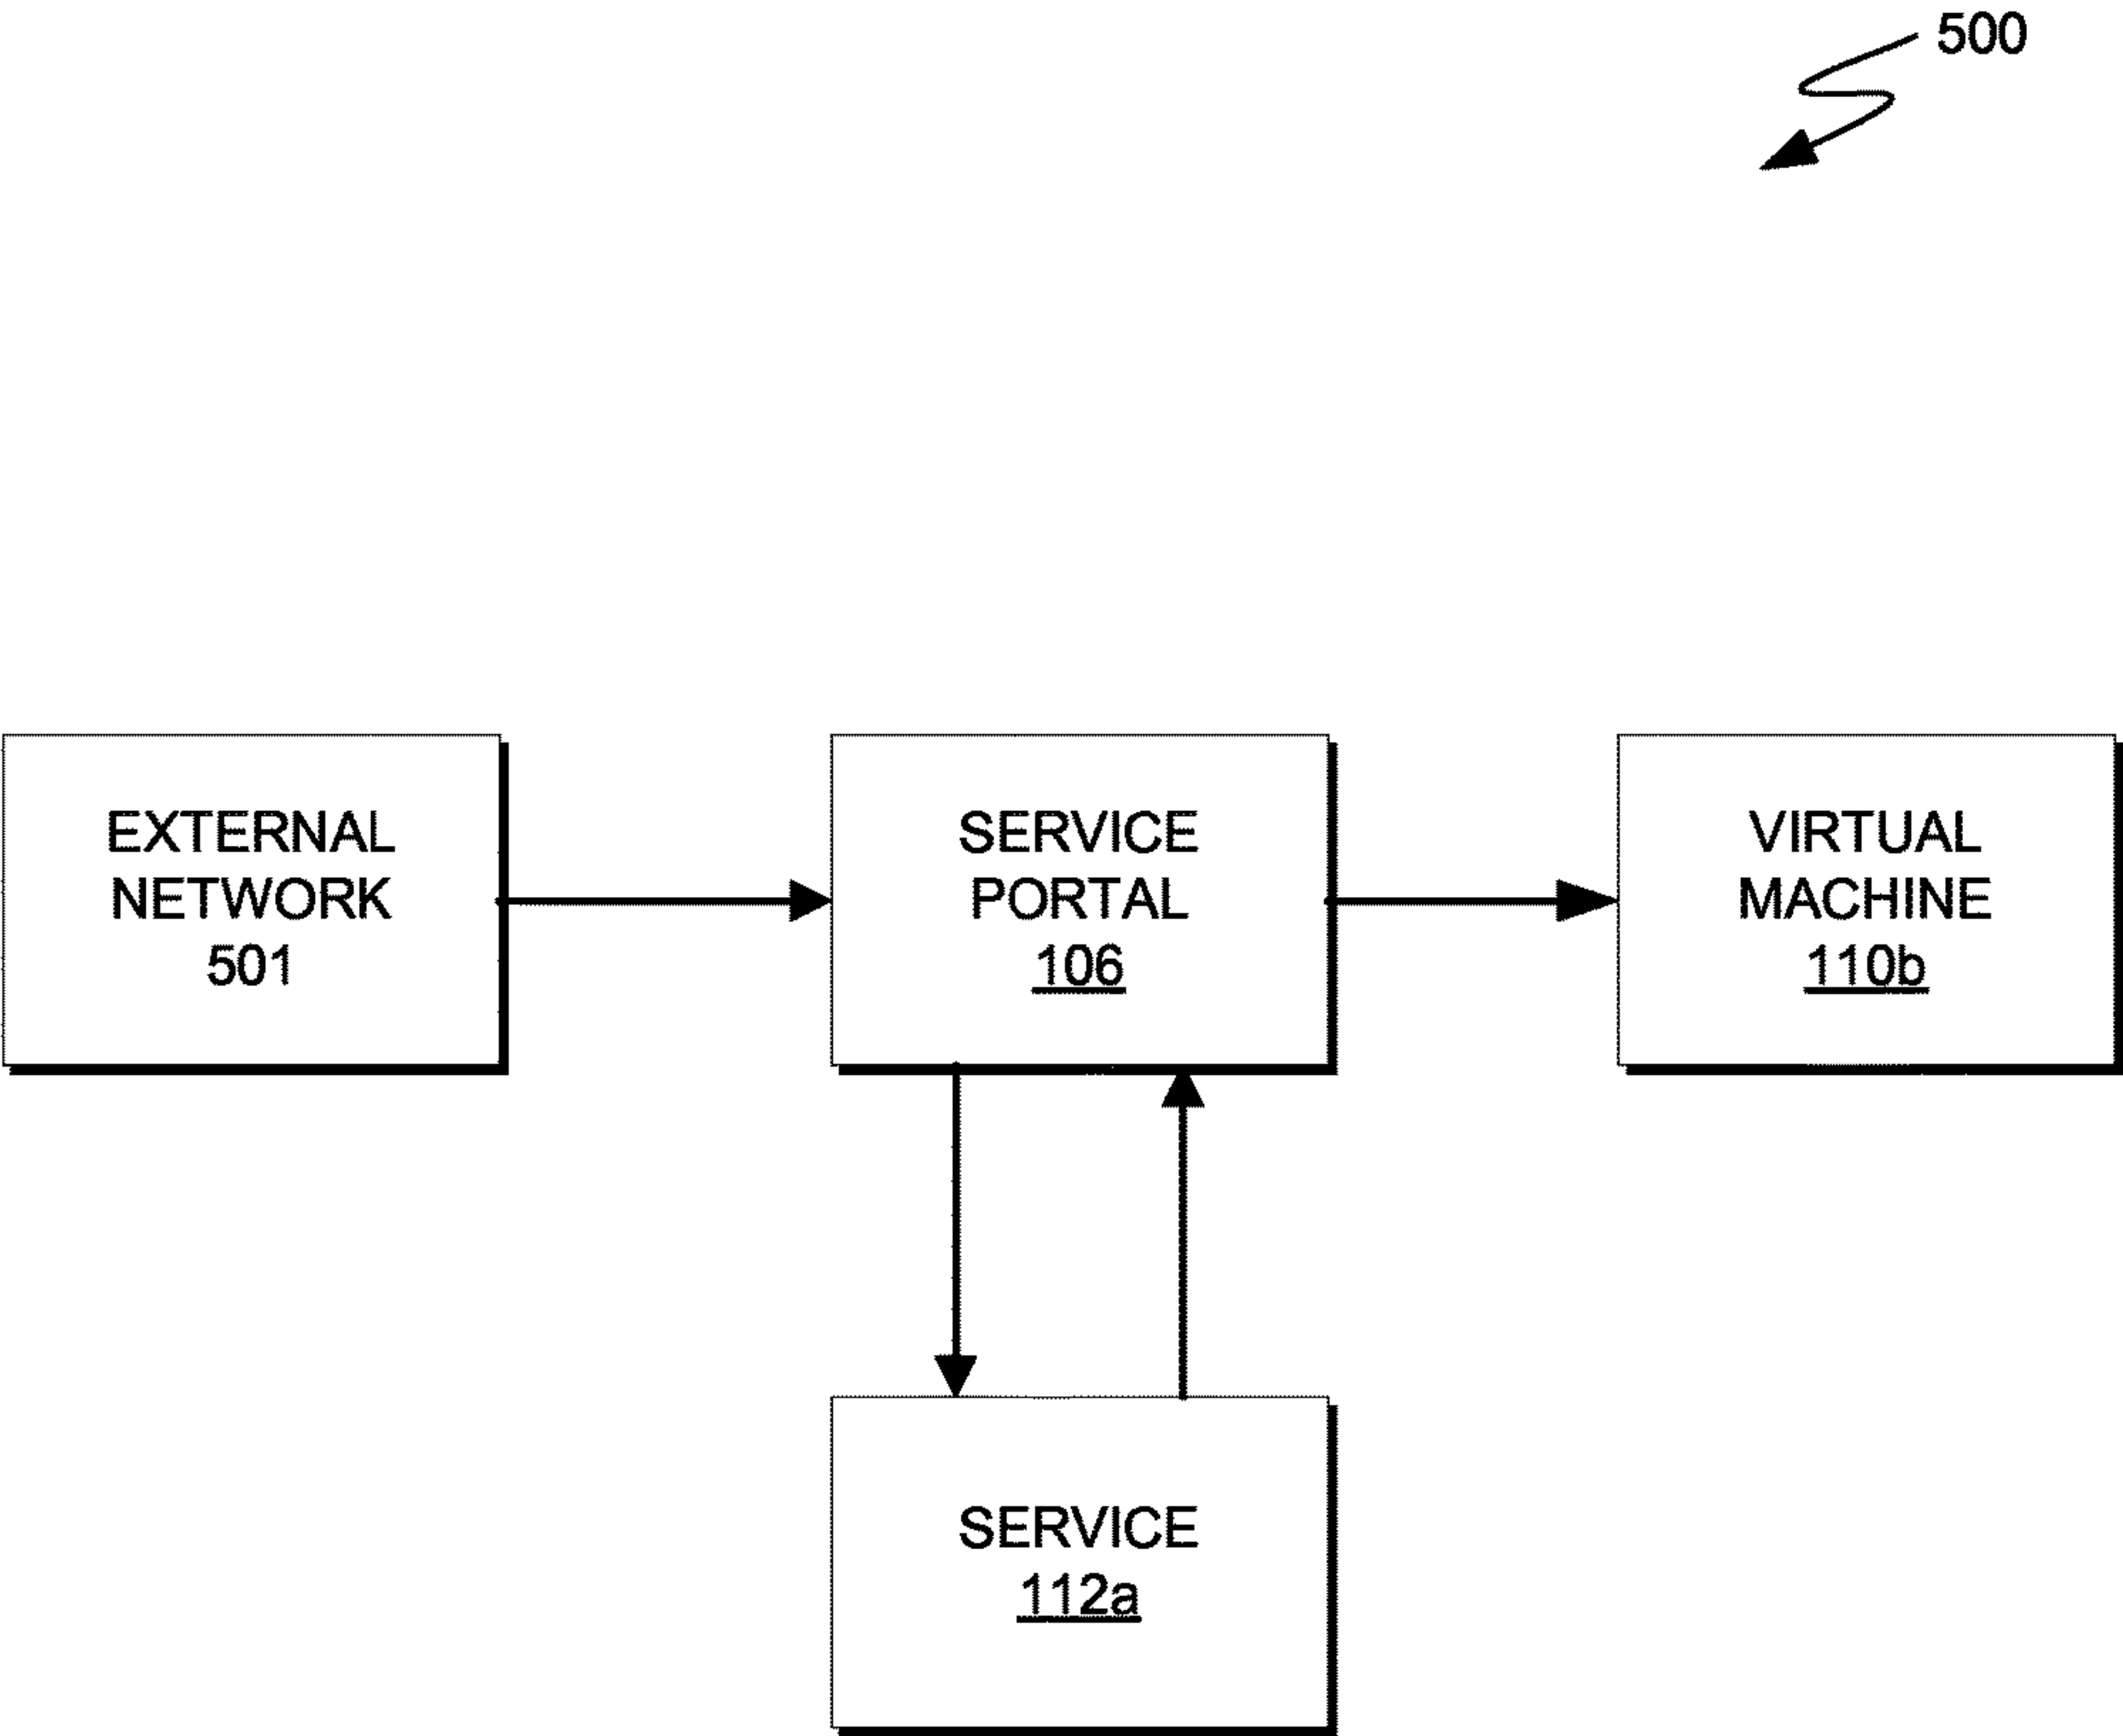 500
EXTERNAL
NETWORK
501
SERVICE
PORTAL
106
VIRTUAL
MACHINE
110b
SERVICE
112a